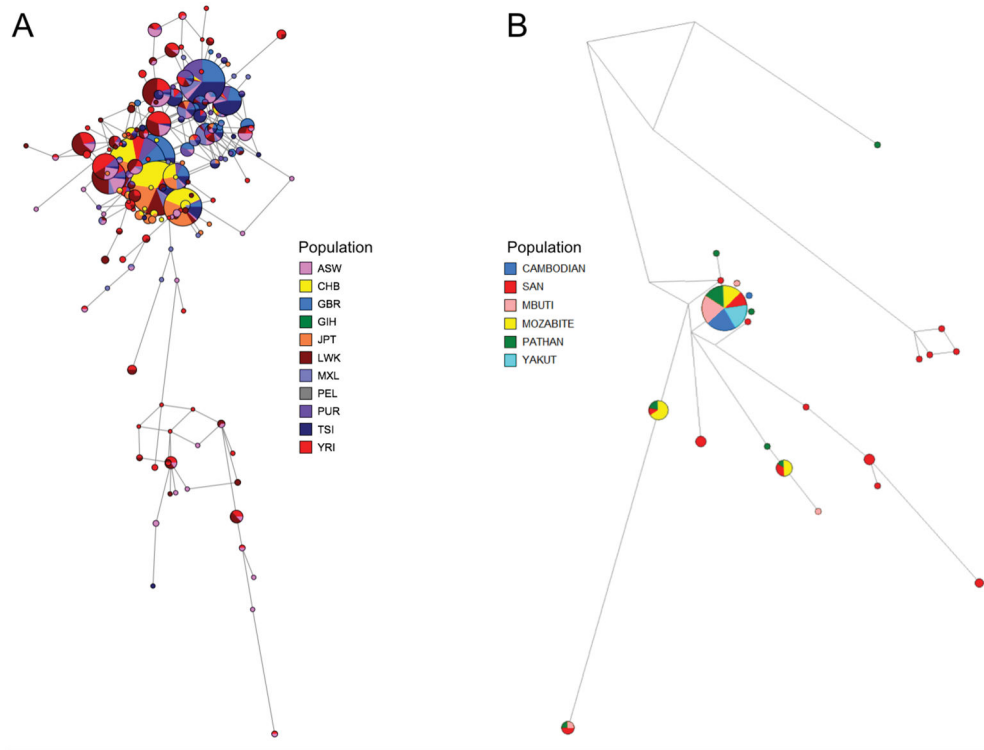 A
B
Population
ASW
CHB
GBR
GIH
JPT
LWK
MXL
PEL
PUR
TSI
YRI
Population
CAMBODIAN
SAN
MBUTI
MOZABITE
PATHAN
YAKUT